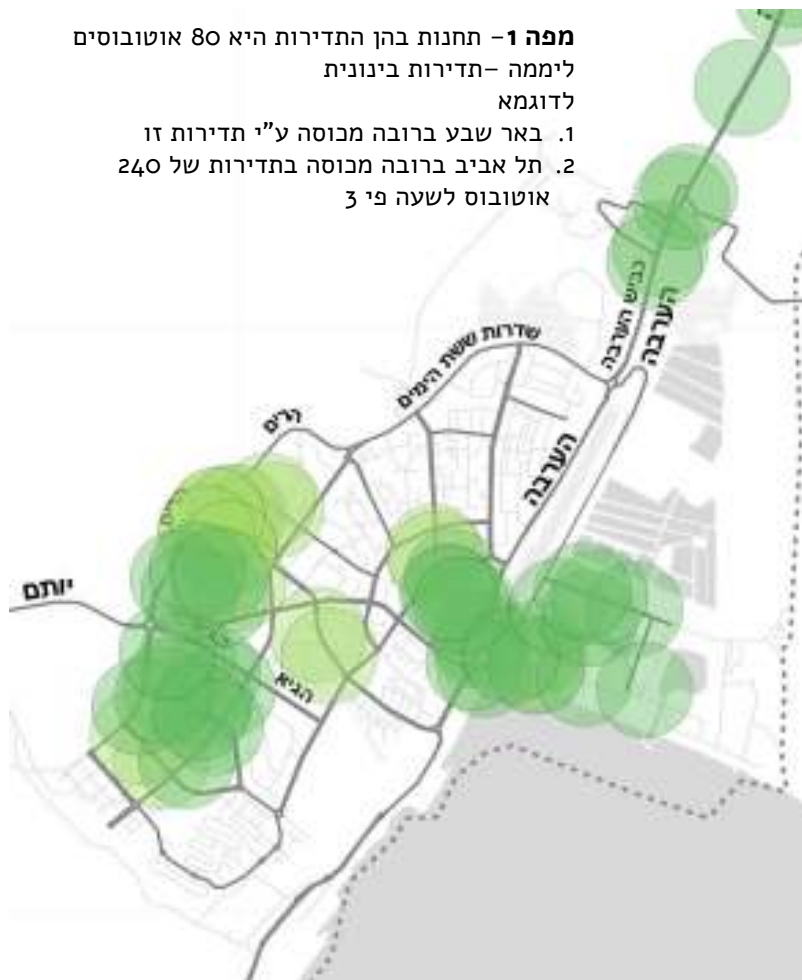 מפה 1– תחנות בהן התדירות היא 80 אוטובוסים
ליממה –תדירות בינונית
לדוגמא
1. באר שבע ברובה מכוסה ע"י תדירות זו
2. תל אביב ברובה מכוסה בתדירות של 240
אוטובוס לשעה פי 3
כביש הערבה
הערבה
שדרות ששת הימים
הערבה
יותם
הגיא